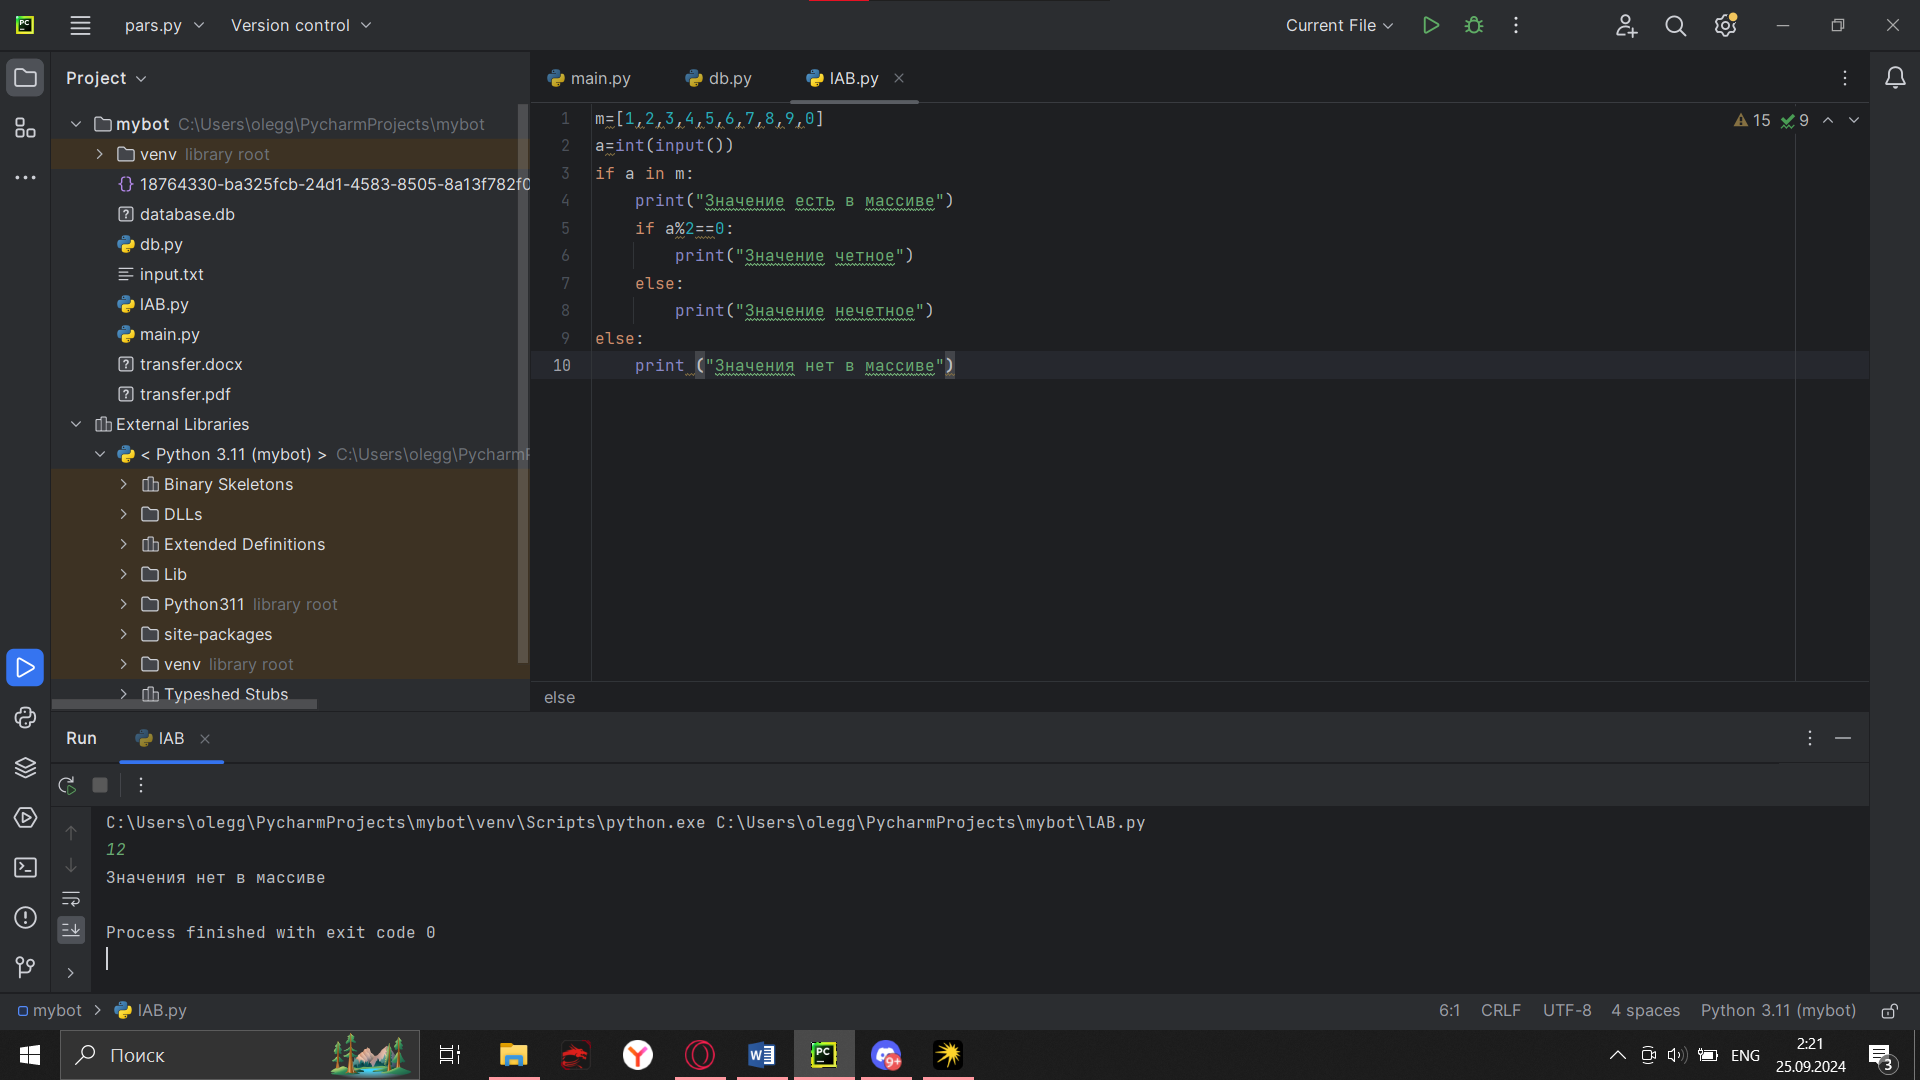 pars.py
Version control
Current File
Project
main.py
db.py
lAB.py
mybot C:\Users\olegg\PycharmProjects\mybot
venv library root
18764330-ba325fcb-24d1-4583-8505-8a13f782f0
database.db
db.py
input.txt
lAB.py
main.py
transfer.docx
transfer.pdf
External Libraries
< Python 3.11 (mybot) > C:\Users\olegg\PycharmP
Binary Skeletons
DLLs
Extended Definitions
Lib
Python311 library root
site-packages
venv library root
Typeshed Stubs
15 9
1 m=[1,2,3,4,5,6,7,8,9,0]
2 a=int(input())
3 if a in m:
4 print("Значение есть в массиве")
5 if a%2==0:
6 print("Значение четное")
7 else:
8 print("Значение нечетное")
9 else:
10 print ("Значения нет в массиве")
else
Run
lAB
C:\Users\olegg\PycharmProjects\mybot\venv\Scripts\python.exe C:\Users\olegg\PycharmProjects\mybot\lAB.py
12
Значения нет в массиве
Process finished with exit code 0
mybot > lAB.py
6:1 CRLF UTF-8 4 spaces Python 3.11 (mybot)
Поиск
9+
ENG
2:21
25.09.2024
3